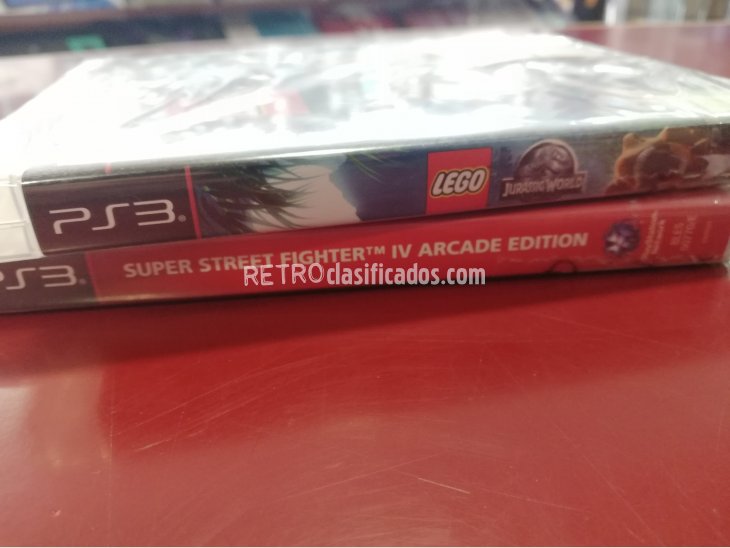 PS3
LEGO
JURASSIC WORLD
PS3
SUPER STREET FIGHTER™ IV ARCADE EDITION
RETROclasificados.com